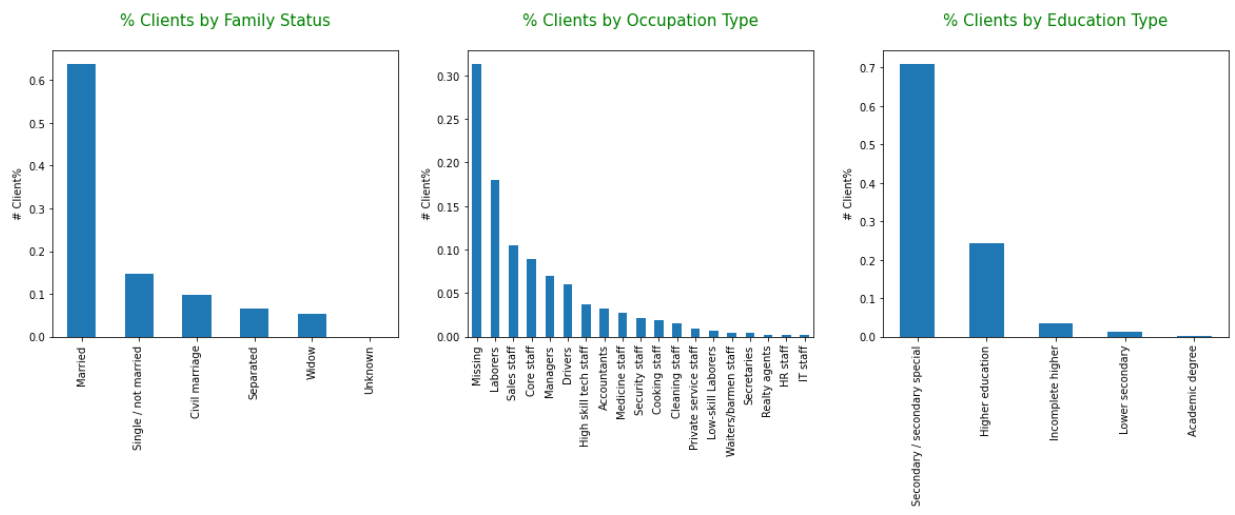 % Clients by Family Status
# Client%
0.6
0.5
0.4
0.3
0.2
0.1
0.0
Married
Single / not married
Civil marriage
Separated
Widow
Unknown
% Clients by Occupation Type
# Client%
0.30
0.25
0.20
0.15
0.10
0.05
0.00
Missing
Laborers
Sales staff
Core staff
Managers
Drivers
High skill tech staff
Accountants
Medicine staff
Security staff
Cooking staff
Cleaning staff
Private service staff
Low-skill Laborers
Waiters/barmen staff
Secretaries
Realty agents
HR staff
IT staff
% Clients by Education Type
# Client%
0.7
0.6
0.5
0.4
0.3
0.2
0.1
0.0
Secondary / secondary special
Higher education
Incomplete higher
Lower secondary
Academic degree